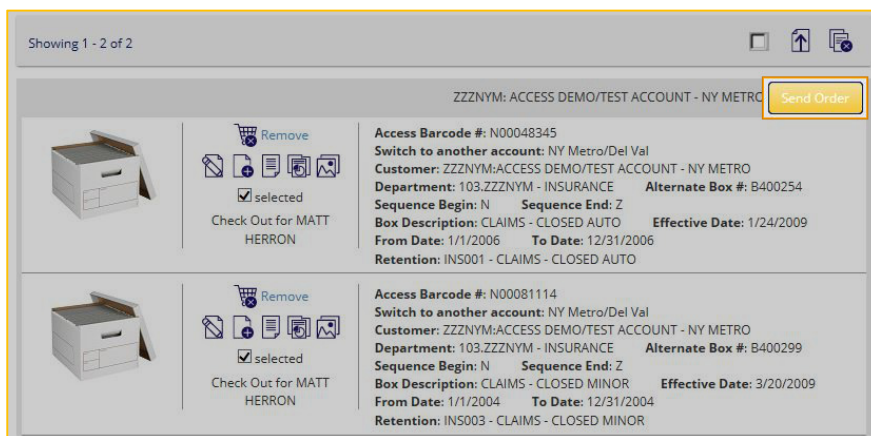 Showing 1 - 2 of 2
ZZZNYM: ACCESS DEMO/TEST ACCOUNT - NY METRO
Send Order
Remove
selected
Check Out for MATT
HERRON
Access Barcode #: N00048345
Switch to another account: NY Metro/Del Val
Customer: ZZZNYM:ACCESS DEMO/TEST ACCOUNT - NY METRO
Department: 103.ZZZNYM - INSURANCE Alternate Box #: B400254
Sequence Begin: N Sequence End: Z
Box Description: CLAIMS - CLOSED AUTO Effective Date: 1/24/2009
From Date: 1/1/2006 To Date: 12/31/2006
Retention: INS001 - CLAIMS - CLOSED AUTO
Remove
selected
Check Out for MATT
HERRON
Access Barcode #: N00081114
Switch to another account: NY Metro/Del Val
Customer: ZZZNYM:ACCESS DEMO/TEST ACCOUNT - NY METRO
Department: 103.ZZZNYM - INSURANCE Alternate Box #: B400299
Sequence Begin: N Sequence End: Z
Box Description: CLAIMS - CLOSED MINOR Effective Date: 3/20/2009
From Date: 1/1/2004 To Date: 12/31/2004
Retention: INS003 - CLAIMS - CLOSED MINOR